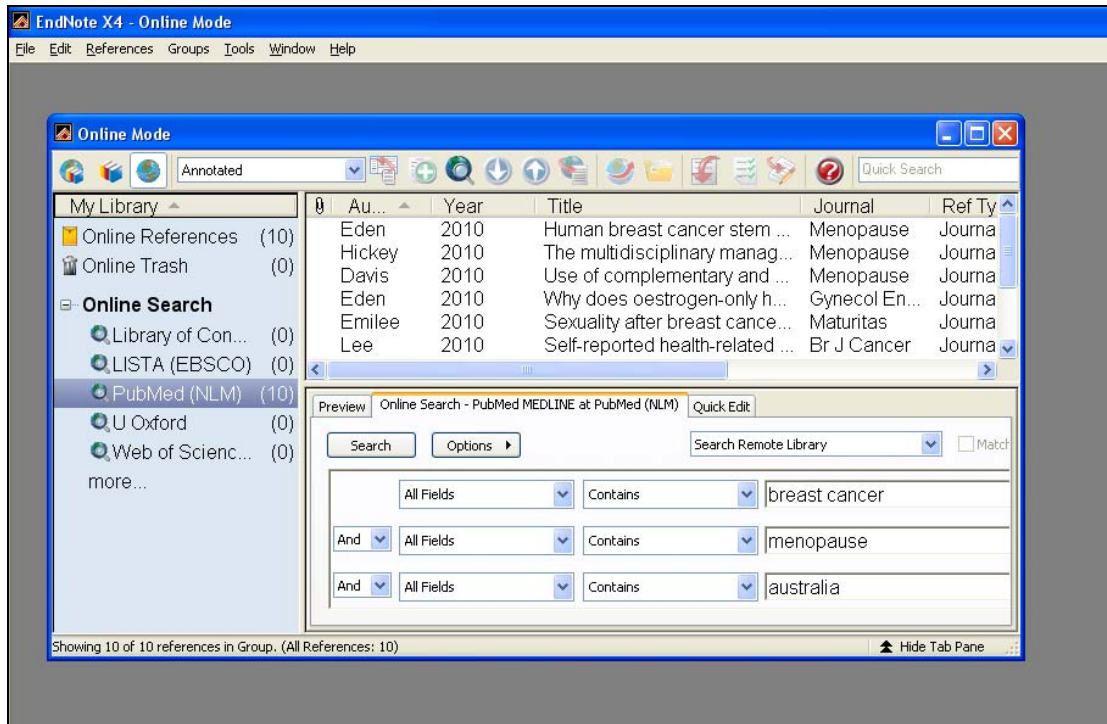 EndNote X4 - Online Mode
File Edit References Groups Tools Window Help
Online Mode
Annotated
Quick Search
My Library
Online References (10)
Online Trash (0)
Online Search
Library of Con... (0)
LISTA (EBSCO) (0)
PubMed (NLM) (10)
U Oxford (0)
Web of Scienc... (0)
more...
Au... Year Title Journal Ref Ty
Eden 2010 Human breast cancer stem ... Menopause Journa
Hickey 2010 The multidisciplinary manag... Menopause Journa
Davis 2010 Use of complementary and ... Menopause Journa
Eden 2010 Why does oestrogen-only h... Gynecol En... Journa
Emilee 2010 Sexuality after breast cance... Maturitas Journa
Lee 2010 Self-reported health-related ... Br J Cancer Journa
Preview Online Search - PubMed MEDLINE at PubMed (NLM) Quick Edit
Search Options Search Remote Library Match
All Fields Contains breast cancer
And All Fields Contains menopause
And All Fields Contains australia
Showing 10 of 10 references in Group. (All References: 10) Hide Tab Pane